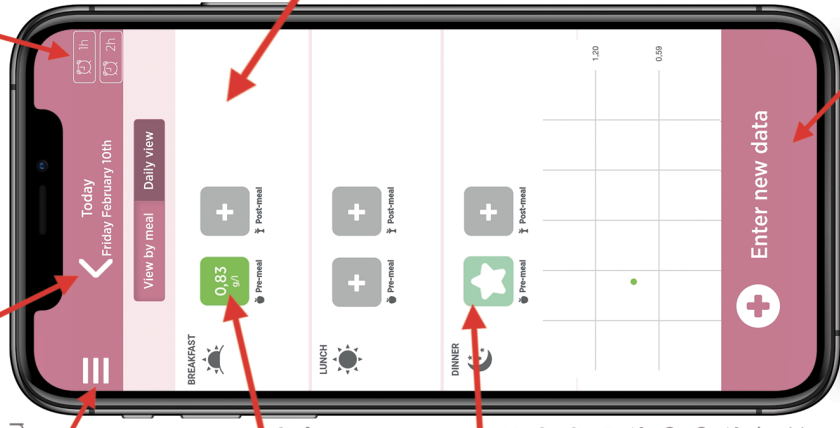 1h
2h
Today
Friday February 10th
View by meal
Daily view
BREAKFAST
0,83
g/l
Pre-meal
Post-meal
LUNCH
Pre-meal
Post-meal
DINNER
Pre-meal
Post-meal
1,20
0,59
Enter new data